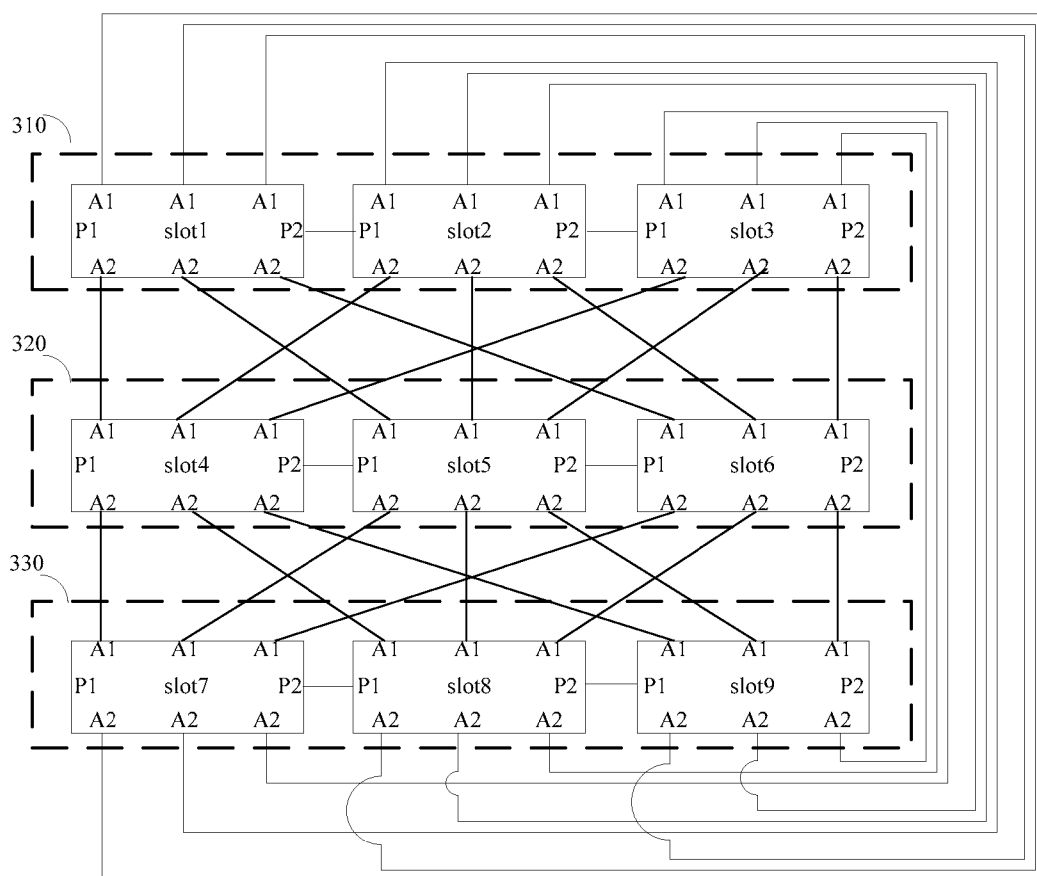 310
A1 A1 A1 A1 A1 A1 A1 A1 A1
P1 slot1 P2 P1 slot2 P2 P1 slot3 P2
A2 A2 A2 A2 A2 A2 A2 A2 A2
320
A1 A1 A1 A1 A1 A1 A1 A1 A1
P1 slot4 P2 P1 slot5 P2 P1 slot6 P2
A2 A2 A2 A2 A2 A2 A2 A2 A2
330
A1 A1 A1 A1 A1 A1 A1 A1 A1
P1 slot7 P2 P1 slot8 P2 P1 slot9 P2
A2 A2 A2 A2 A2 A2 A2 A2 A2